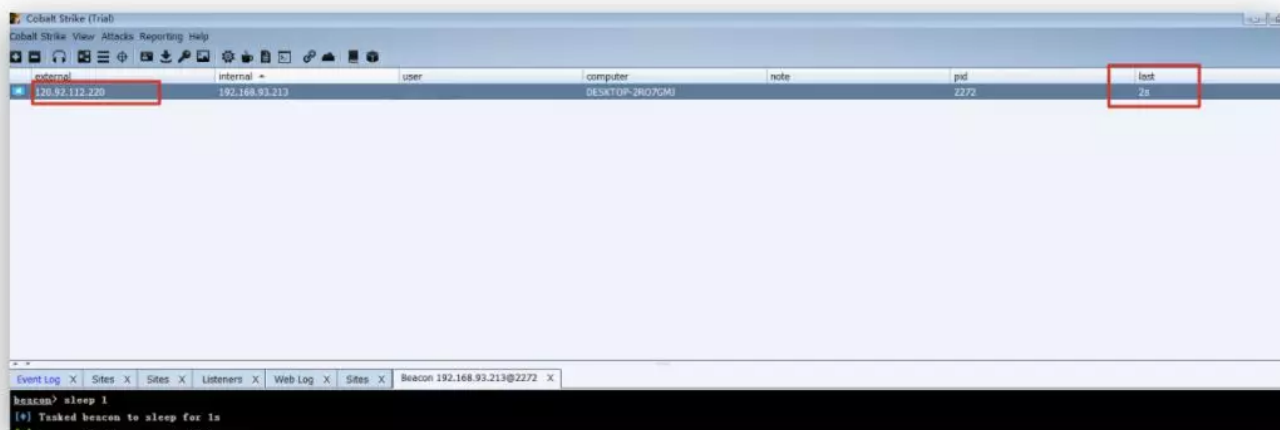 Cobalt Strike (Trial)
Cobalt Strike View Attacks Reporting Help
external internal user computer note pid last
120.92.112.220 192.168.93.213 DESKTOP-2RO7GMJ 2272 2s
Event Log X Sites X Sites X Listeners X Web Log X Sites X Beacon 192.168.93.213@2272 X
beacon> sleep 1
[*] Tasked beacon to sleep for 1s